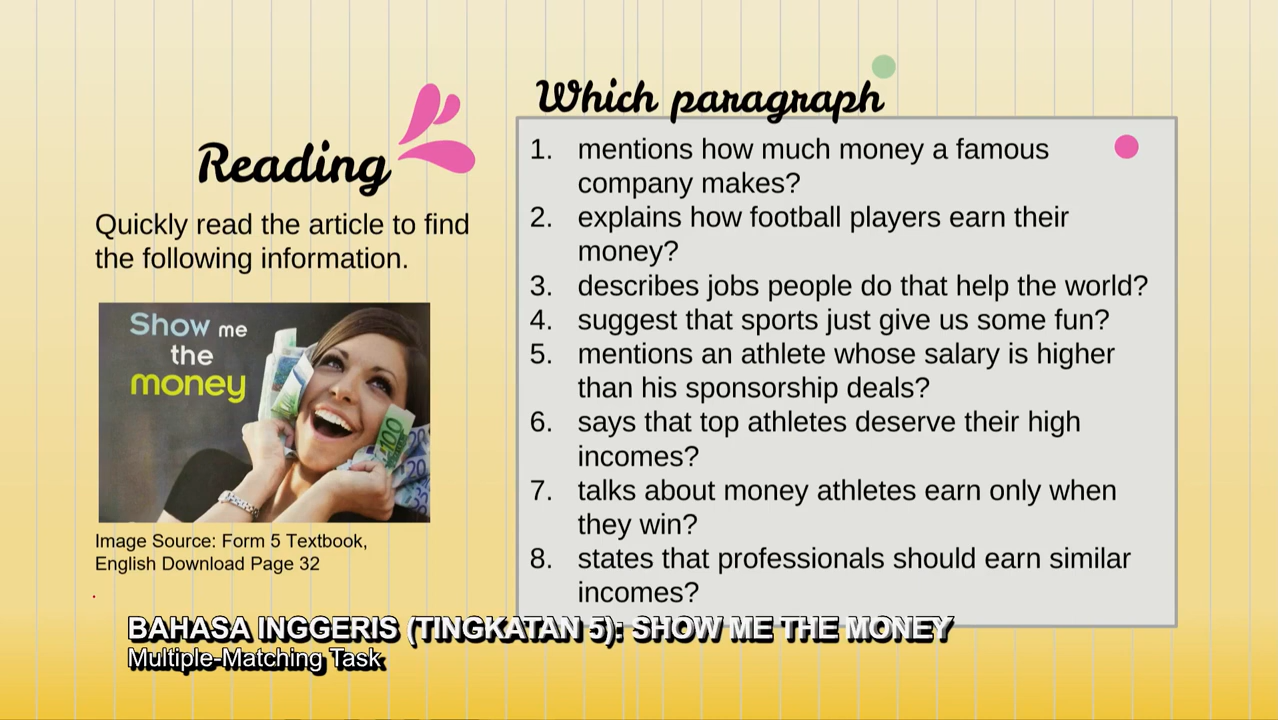 Reading
Quickly read the article to find
the following information.
Show me
the
money
100
Image Source: Form 5 Textbook,
English Download Page 32
Which paragraph
1. mentions how much money a famous
company makes?
2. explains how football players earn their
money?
3. describes jobs people do that help the world?
4. suggest that sports just give us some fun?
5. mentions an athlete whose salary is higher
than his sponsorship deals?
6. says that top athletes deserve their high
incomes?
7. talks about money athletes earn only when
they win?
8. states that professionals should earn similar
incomes?
BAHASA INGGERIS (TINGKATAN 5): SHOW ME THE MONEY
Multiple-Matching Task